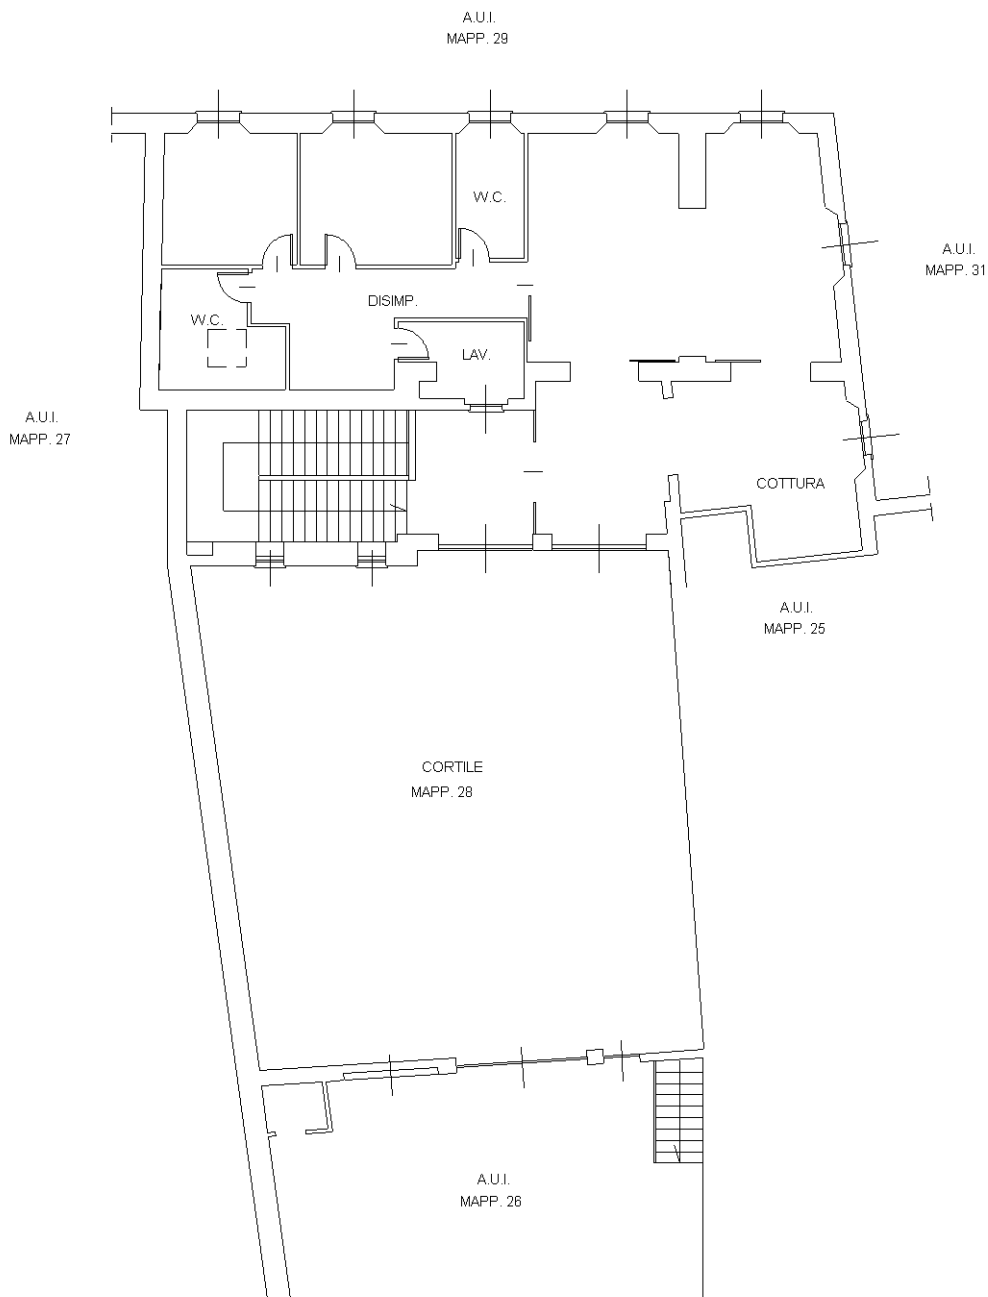 A.U.I.
MAPP. 29
W.C.
A.U.I.
MAPP. 31
DISIMP.
W.C.
LAV.
A.U.I.
MAPP. 27
COTTURA
A.U.I.
MAPP. 25
CORTILE
MAPP. 28
A.U.I.
MAPP. 26